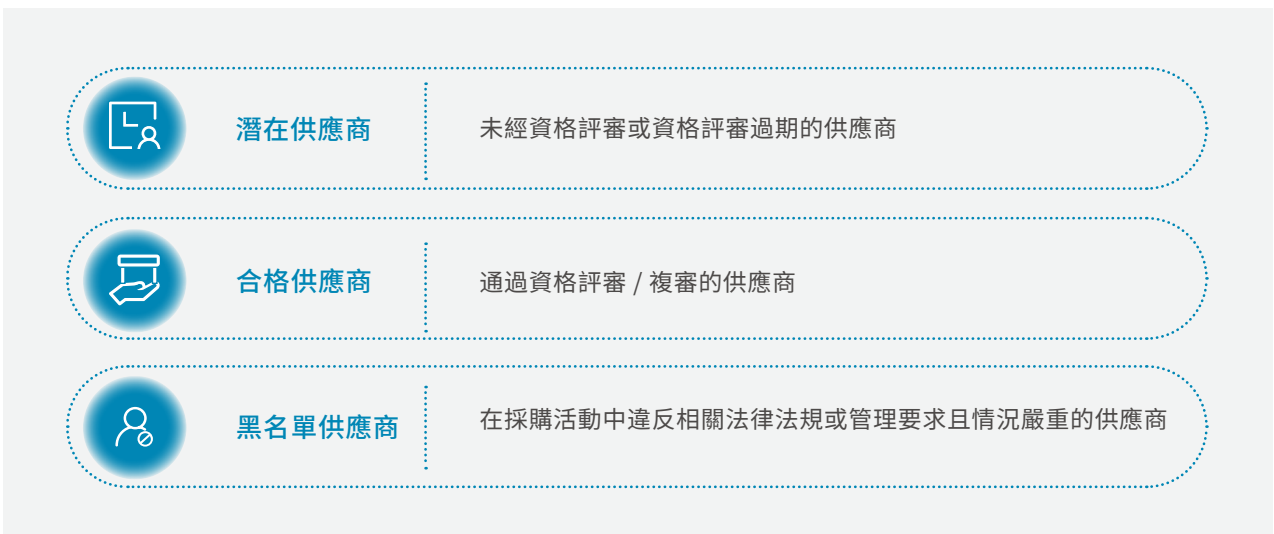 潛在供應商
未經資格評審或資格評審過期的供應商
合格供應商
通過資格評審 / 複審的供應商
黑名單供應商
在採購活動中違反相關法律法規或管理要求且情況嚴重的供應商